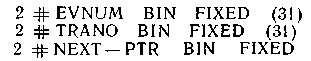 2 #EVNUM BIN FIXED (31)
2 #TRANO BIN FIXED (31)
2 #NEXT-PTR BIN FIXED